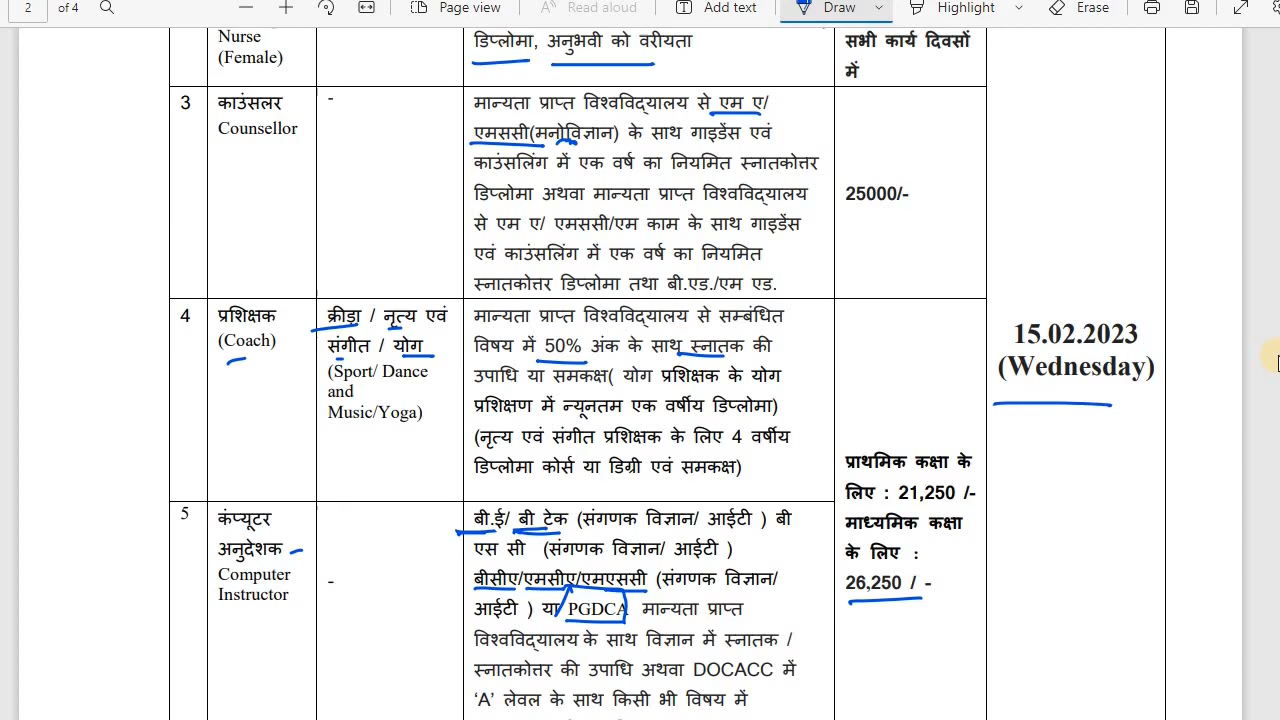 2 of 4
Page view
Read aloud
Add text
Draw
Highlight
Erase
Nurse
(Female)
डिप्लोमा, अनुभवी को वरीयता
सभी कार्य दिवसों
में
3
काउंसलर
Counsellor
-
मान्यता प्राप्त विश्वविद्यालय से एम ए/
एमससी(मनोविज्ञान) के साथ गाइडेंस एवं
काउंसलिंग में एक वर्ष का नियमित स्नातकोत्तर
डिप्लोमा अथवा मान्यता प्राप्त विश्वविद्यालय
से एम ए/ एमससी/एम काम के साथ गाइडेंस
एवं काउंसलिंग में एक वर्ष का नियमित
स्नातकोत्तर डिप्लोमा तथा बी.एड./एम एड.
25000/-
4
प्रशिक्षक
(Coach)
क्रीड़ा / नृत्य एवं
संगीत / योग
(Sport/ Dance
and
Music/Yoga)
मान्यता प्राप्त विश्वविद्यालय से सम्बंधित
विषय में 50% अंक के साथ स्नातक की
उपाधि या समकक्ष( योग प्रशिक्षक के योग
प्रशिक्षण में न्यूनतम एक वर्षीय डिप्लोमा)
(नृत्य एवं संगीत प्रशिक्षक के लिए 4 वर्षीय
डिप्लोमा कोर्स या डिग्री एवं समकक्ष)
15.02.2023
(Wednesday)
प्राथमिक कक्षा के
लिए : 21,250 /-
माध्यमिक कक्षा
के लिए :
26,250 / -
5
कंप्यूटर
अनुदेशक
Computer
Instructor
-
बी.ई/ बी टेक (संगणक विज्ञान/ आईटी ) बी
एस सी (संगणक विज्ञान/ आईटी )
बीसीए/एमसीए/एमएससी (संगणक विज्ञान/
आईटी ) या PGDCA मान्यता प्राप्त
विश्वविद्यालय के साथ विज्ञान में स्नातक /
स्नातकोत्तर की उपाधि अथवा DOCACC में
‘A’ लेवल के साथ किसी भी विषय में